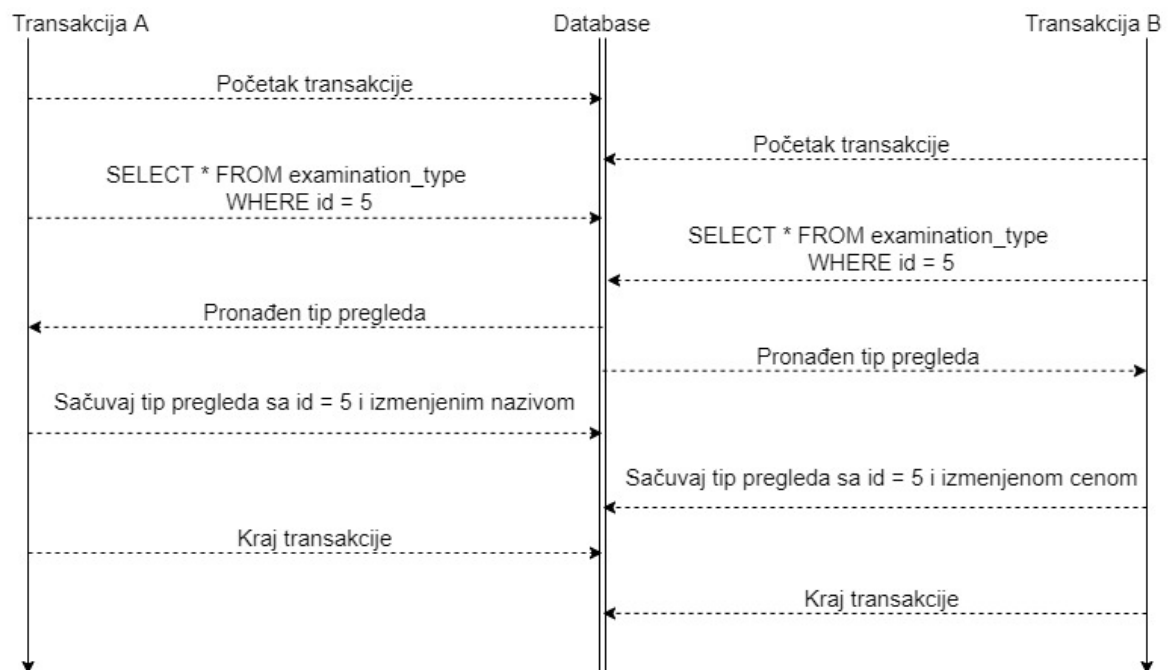 Transakcija A
Database
Transakcija B
Početak transakcije
Početak transakcije
SELECT * FROM examination_type
WHERE id = 5
SELECT * FROM examination_type
WHERE id = 5
Pronađen tip pregleda
Pronađen tip pregleda
Sačuvaj tip pregleda sa id = 5 i izmenjenim nazivom
Sačuvaj tip pregleda sa id = 5 i izmenjenom cenom
Kraj transakcije
Kraj transakcije